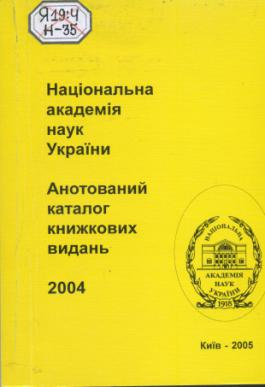 Я19:Ч
Н-35
Національна
академія
наук
України
Анотований
каталог
книжкових
видань
2004
НАЦІОНАЛЬНА
АКАДЕМІЯ
НАУК
УКРАЇНИ
1918
Київ - 2005